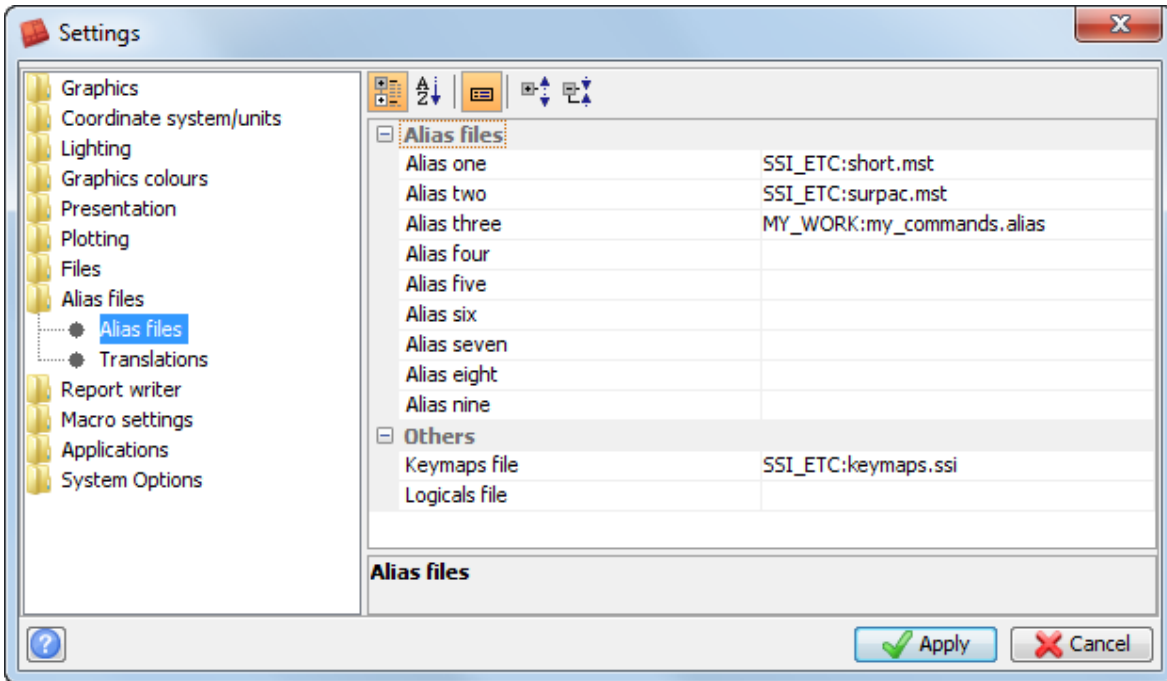 Settings
Graphics
Coordinate system/units
Lighting
Graphics colours
Presentation
Plotting
Files
Alias files
Alias files
Translations
Report writer
Macro settings
Applications
System Options
Alias files
Alias one SSI_ETC:short.mst
Alias two SSI_ETC:surpac.mst
Alias three MY_WORK:my_commands.alias
Alias four
Alias five
Alias six
Alias seven
Alias eight
Alias nine
Others
Keymaps file SSI_ETC:keymaps.ssi
Logicals file
Alias files
Apply Cancel